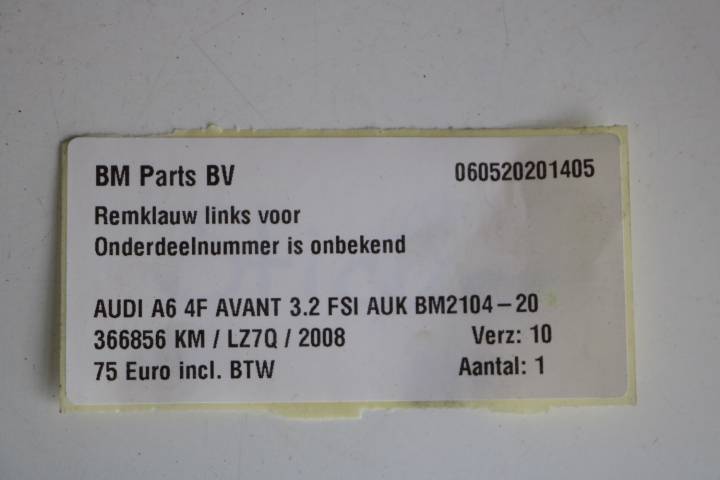 BM Parts BV 060520201405
Remklauw links voor
Onderdeelnummer is onbekend
AUDI A6 4F AVANT 3.2 FSI AUK BM2104-20
366856 KM / LZ7Q / 2008 Verz: 10
75 Euro incl. BTW Aantal: 1